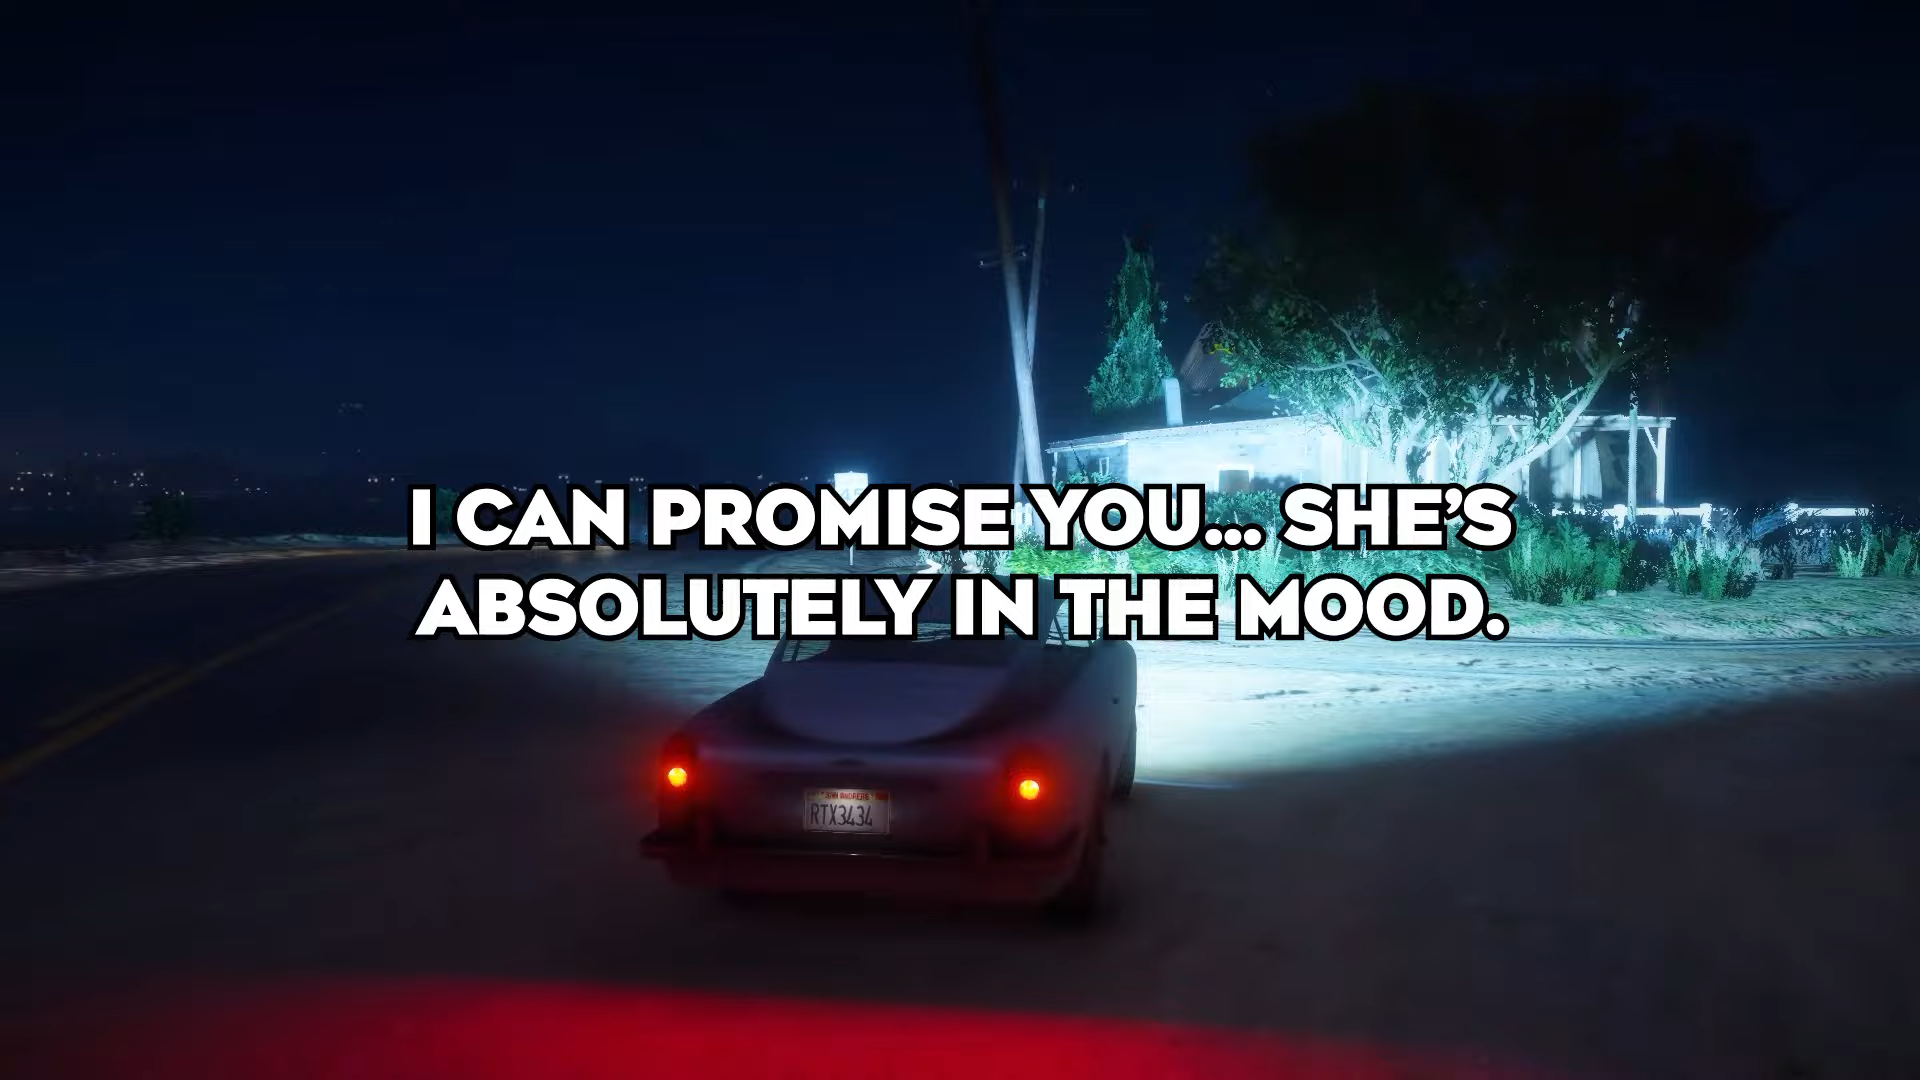 I CAN PROMISE YOU... SHE’S
ABSOLUTELY IN THE MOOD.
RTX3434